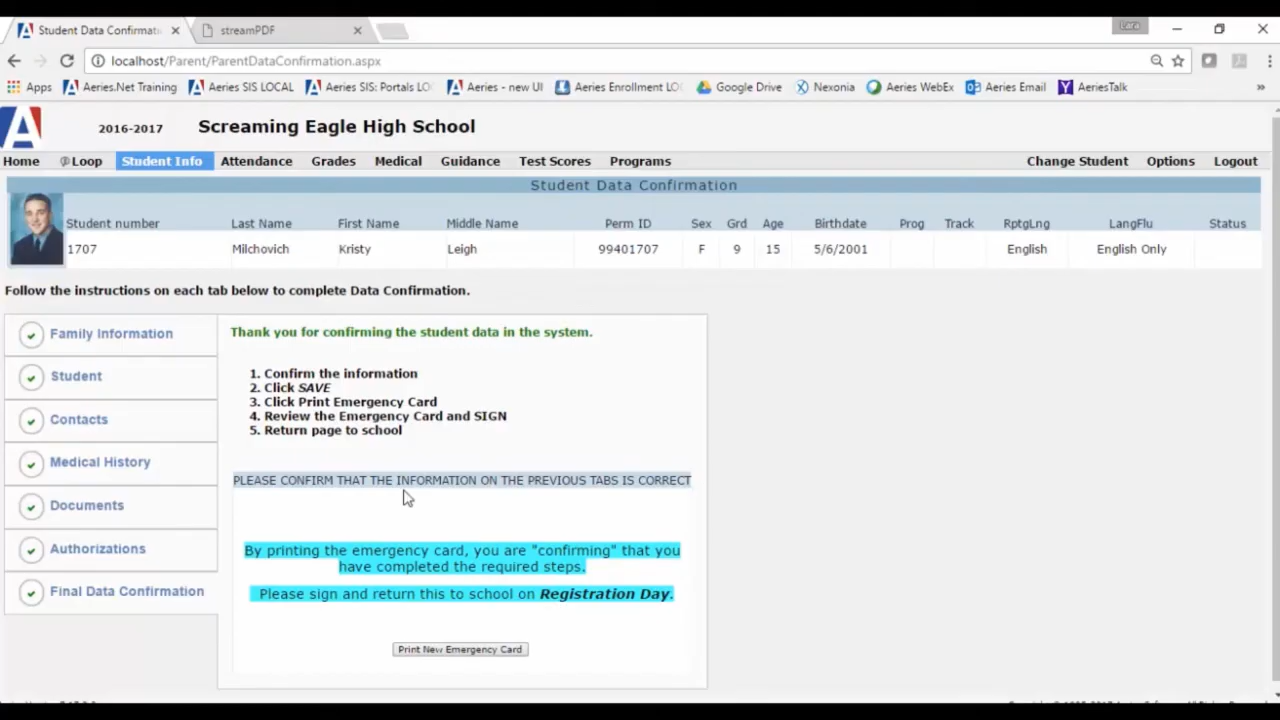 Student Data Confirmati
streamPDF
Lara
localhost/Parent/ParentDataConfirmation.aspx
Apps Aeries.Net Training Aeries SIS LOCAL Aeries SIS: Portals LO Aeries - new UI Aeries Enrollment LOC Google Drive Nexonia Aeries WebEx Aeries Email AeriesTalk »
2016-2017 Screaming Eagle High School
Home Loop Student Info Attendance Grades Medical Guidance Test Scores Programs Change Student Options Logout
Student Data Confirmation
Student number Last Name First Name Middle Name Perm ID Sex Grd Age Birthdate Prog Track RptgLng LangFlu Status
1707 Milchovich Kristy Leigh 99401707 F 9 15 5/6/2001 English English Only
Follow the instructions on each tab below to complete Data Confirmation.
Family Information
Student
Contacts
Medical History
Documents
Authorizations
Final Data Confirmation
Thank you for confirming the student data in the system.
1. Confirm the information
2. Click SAVE
3. Click Print Emergency Card
4. Review the Emergency Card and SIGN
5. Return page to school
PLEASE CONFIRM THAT THE INFORMATION ON THE PREVIOUS TABS IS CORRECT
By printing the emergency card, you are "confirming" that you
have completed the required steps.
Please sign and return this to school on Registration Day.
Print New Emergency Card